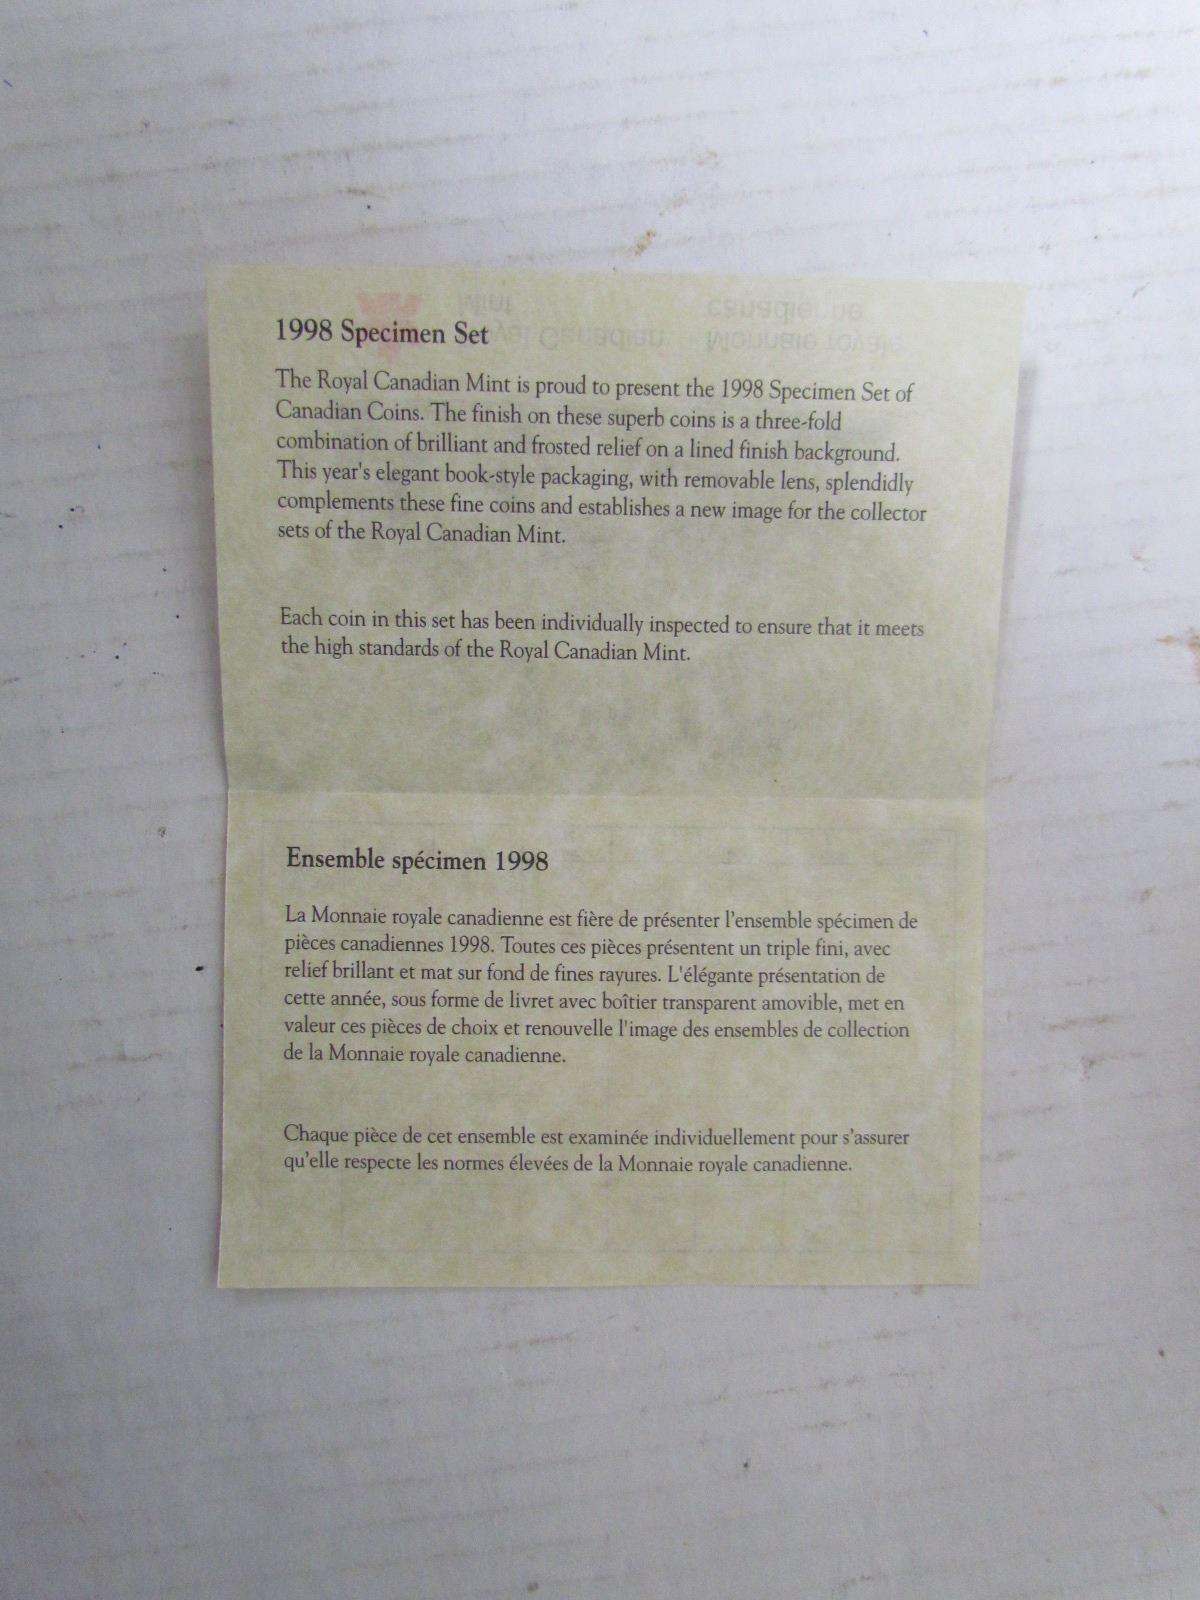 1998 Specimen Set
The Royal Canadian Mint is proud to present the 1998 Specimen Set of
Canadian Coins. The finish on these superb coins is a three-fold
combination of brilliant and frosted relief on a lined finish background.
This year's elegant book-style packaging, with removable lens, splendidly
complements these fine coins and establishes a new image for the collector
sets of the Royal Canadian Mint.
Each coin in this set has been individually inspected to ensure that it meets
the high standards of the Royal Canadian Mint.
Ensemble spécimen 1998
La Monnaie royale canadienne est fière de présenter l'ensemble spécimen de
pièces canadiennes 1998. Toutes ces pièces présentent un triple fini, avec
relief brillant et mat sur fond de fines rayures. L'élégante présentation de
cette année, sous forme de livret avec boîtier transparent amovible, met en
valeur ces pièces de choix et renouvelle l'image des ensembles de collection
de la Monnaie royale canadienne.
Chaque pièce de cet ensemble est examinée individuellement pour s'assurer
qu'elle respecte les normes élevées de la Monnaie royale canadienne.